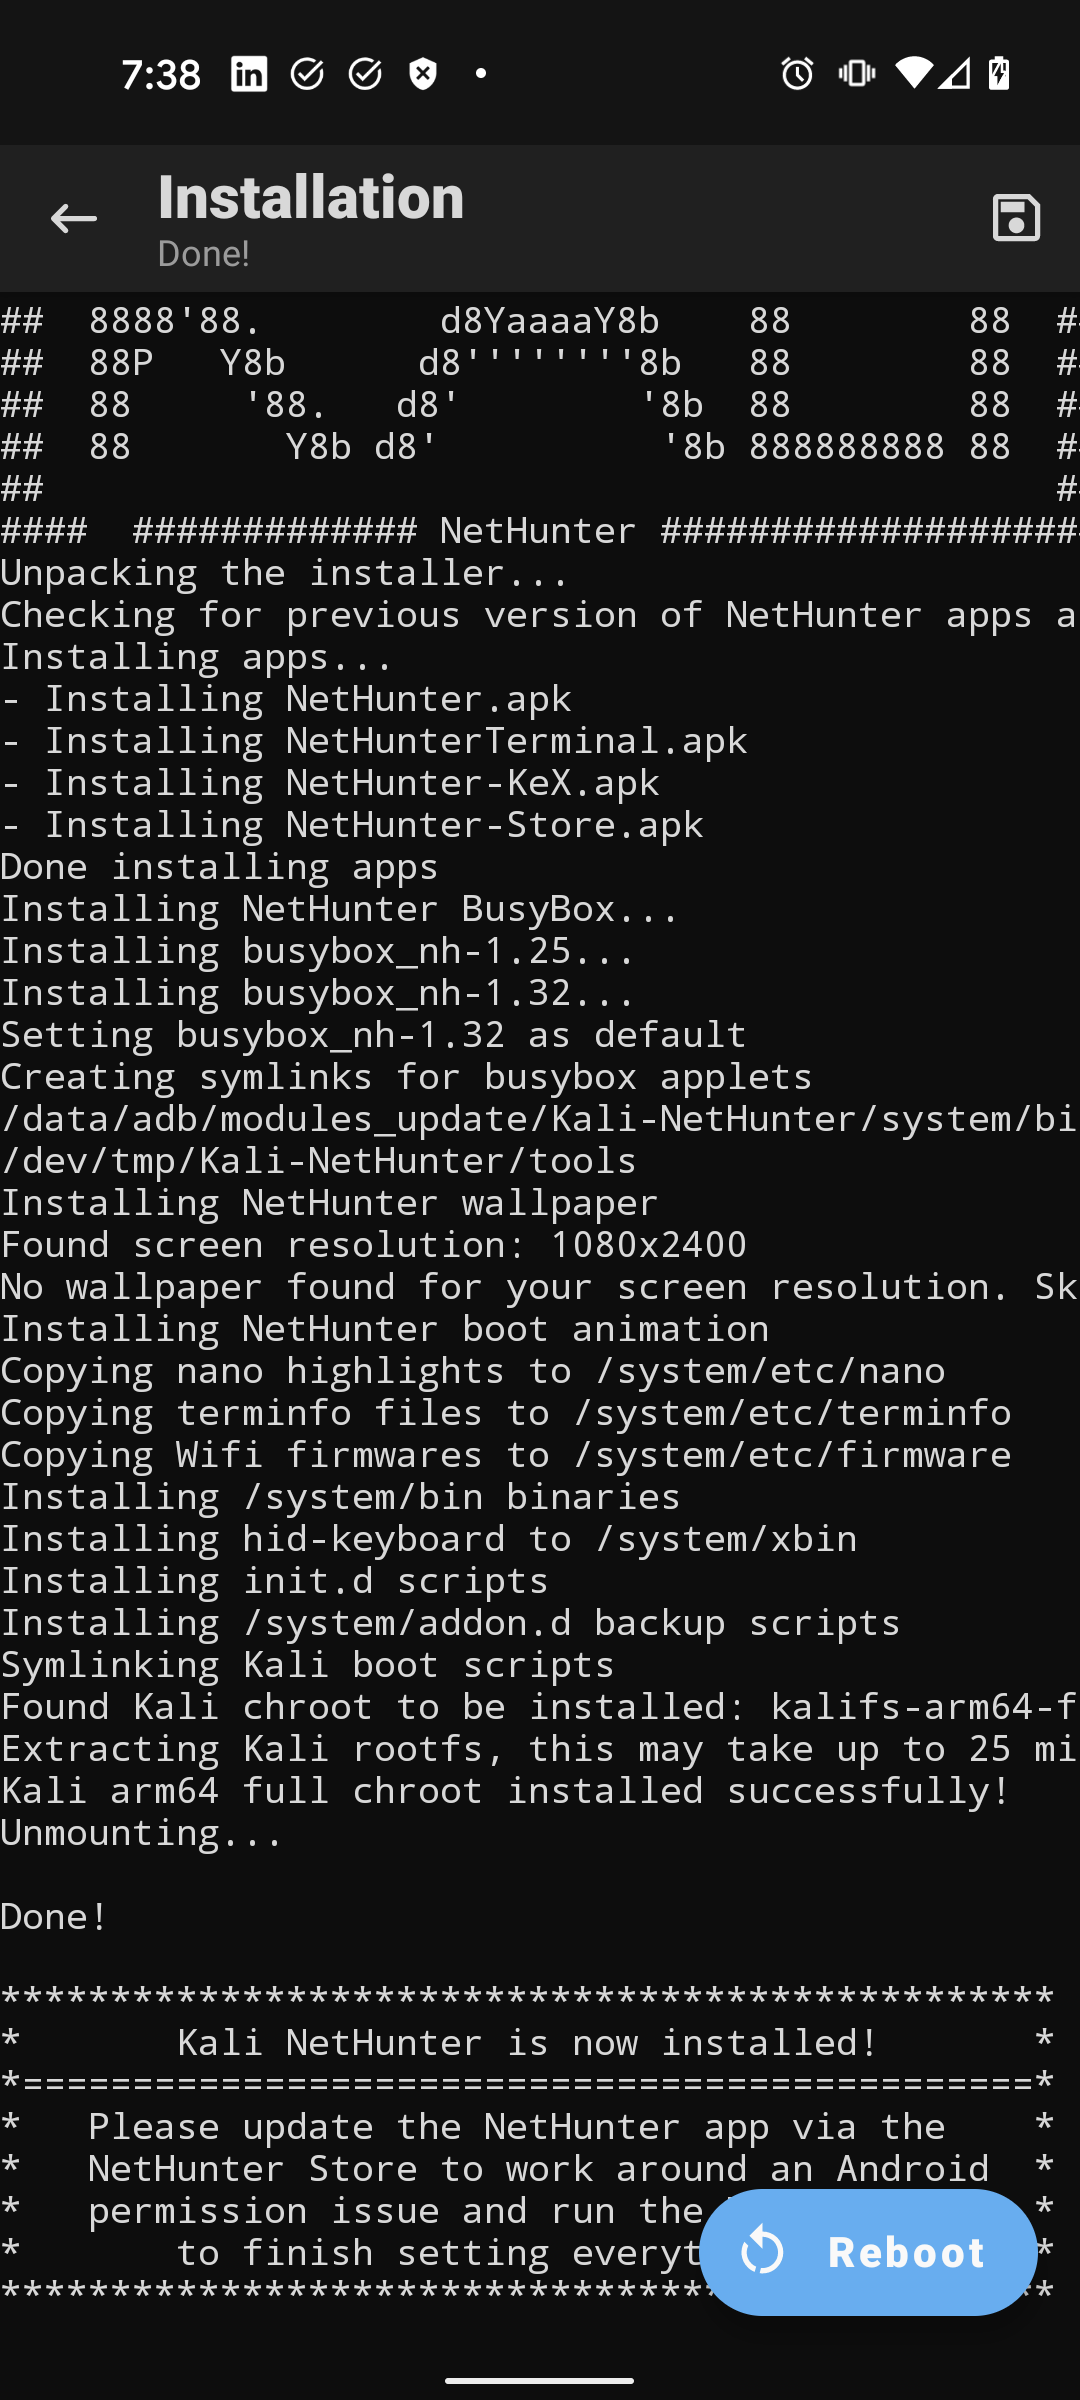 7:38
Installation
Done!
##  8888'88.        d8YaaaaY8b    88        88  ##
##  88P   Y8b      d8''''''''8b   88        88  ##
##  88     '88.   d8'        '8b  88        88  ##
##  88       Y8b d8'          '8b 888888888 88  ##
##                                              ##
####  ############# NetHunter ###################
Unpacking the installer...
Checking for previous version of NetHunter apps a
Installing apps...
- Installing NetHunter.apk
- Installing NetHunterTerminal.apk
- Installing NetHunter-KeX.apk
- Installing NetHunter-Store.apk
Done installing apps
Installing NetHunter BusyBox...
Installing busybox_nh-1.25...
Installing busybox_nh-1.32...
Setting busybox_nh-1.32 as default
Creating symlinks for busybox applets
/data/adb/modules_update/Kali-NetHunter/system/bi
/dev/tmp/Kali-NetHunter/tools
Installing NetHunter wallpaper
Found screen resolution: 1080x2400
No wallpaper found for your screen resolution. Sk
Installing NetHunter boot animation
Copying nano highlights to /system/etc/nano
Copying terminfo files to /system/etc/terminfo
Copying Wifi firmwares to /system/etc/firmware
Installing /system/bin binaries
Installing hid-keyboard to /system/xbin
Installing init.d scripts
Installing /system/addon.d backup scripts
Symlinking Kali boot scripts
Found Kali chroot to be installed: kalifs-arm64-f
Extracting Kali rootfs, this may take up to 25 mi
Kali arm64 full chroot installed successfully!
Unmounting...
Done!
************************************************
*       Kali NetHunter is now installed!       *
*==============================================*
*   Please update the NetHunter app via the    *
*   NetHunter Store to work around an Android  *
*   permission issue and run the               *
*       to finish setting everyt               *
************************************************
Reboot